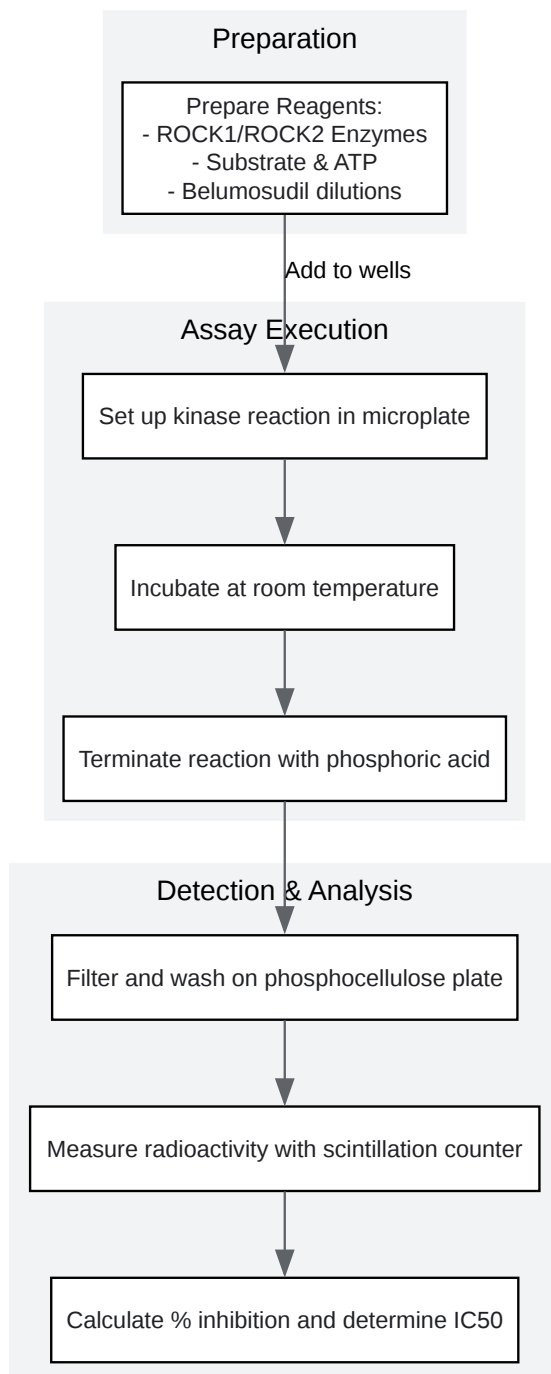 Preparation
Prepare Reagents:
- ROCK1/ROCK2 Enzymes
- Substrate & ATP
- Belumosudil dilutions
Add to wells
Assay Execution
Set up kinase reaction in microplate
Incubate at room temperature
Terminate reaction with phosphoric acid
Detection & Analysis
Filter and wash on phosphocellulose plate
Measure radioactivity with scintillation counter
Calculate % inhibition and determine IC50